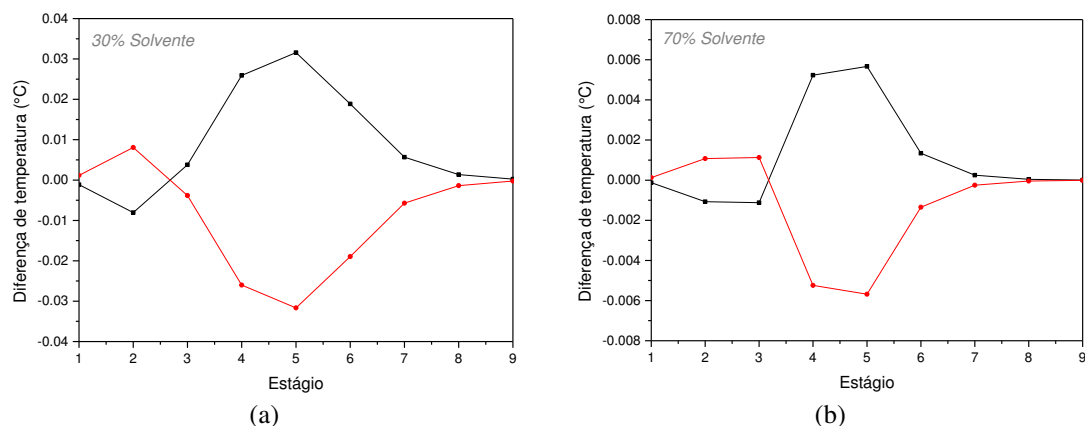 30% Solvente
Diferença de temperatura (°C)
0.04
0.03
0.02
0.01
0.00
-0.01
-0.02
-0.03
-0.04
1 2 3 4 5 6 7 8 9
Estágio
(a)
70% Solvente
Diferença de temperatura (°C)
0.008
0.006
0.004
0.002
0.000
-0.002
-0.004
-0.006
-0.008
1 2 3 4 5 6 7 8 9
Estágio
(b)